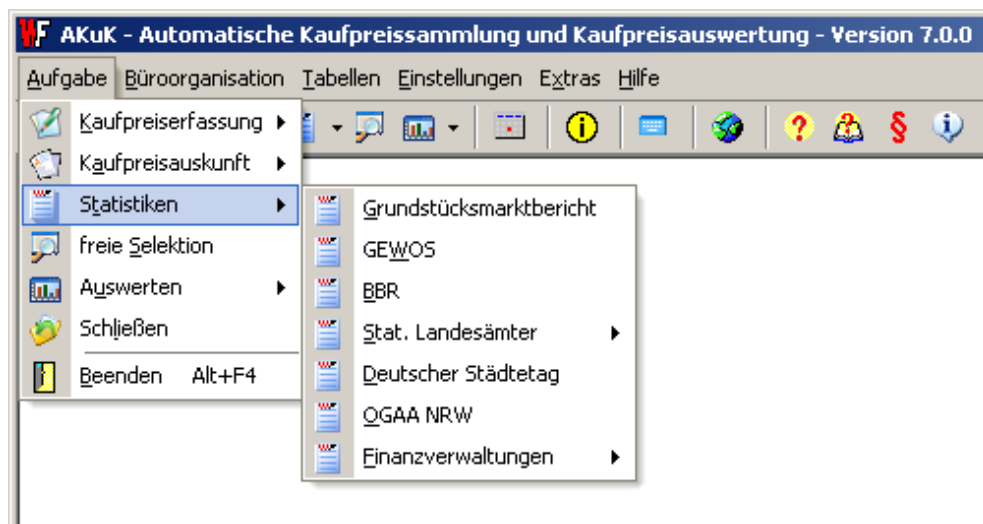 AKuK - Automatische Kaufpreissammlung und Kaufpreisauswertung - Version 7.0.0
Aufgabe Büroorganisation Tabellen Einstellungen Extras Hilfe
Kaufpreiserfassung
Kaufpreisauskunft
Statistiken
freie Selektion
Auswerten
Schließen
Beenden Alt+F4
Grundstücksmarktbericht
GEWOS
BBR
Stat. Landesämter
Deutscher Städtetag
OGAA NRW
Finanzverwaltungen